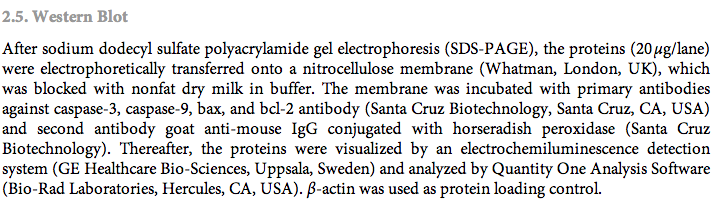 2.5. Western Blot
After sodium dodecyl sulfate polyacrylamide gel electrophoresis (SDS-PAGE), the proteins (20 μg/lane)
were electrophoretically transferred onto a nitrocellulose membrane (Whatman, London, UK), which
was blocked with nonfat dry milk in buffer. The membrane was incubated with primary antibodies
against caspase-3, caspase-9, bax, and bcl-2 antibody (Santa Cruz Biotechnology, Santa Cruz, CA, USA)
and second antibody goat anti-mouse IgG conjugated with horseradish peroxidase (Santa Cruz
Biotechnology). Thereafter, the proteins were visualized by an electrochemiluminescence detection
system (GE Healthcare Bio-Sciences, Uppsala, Sweden) and analyzed by Quantity One Analysis Software
(Bio-Rad Laboratories, Hercules, CA, USA). β-actin was used as protein loading control.